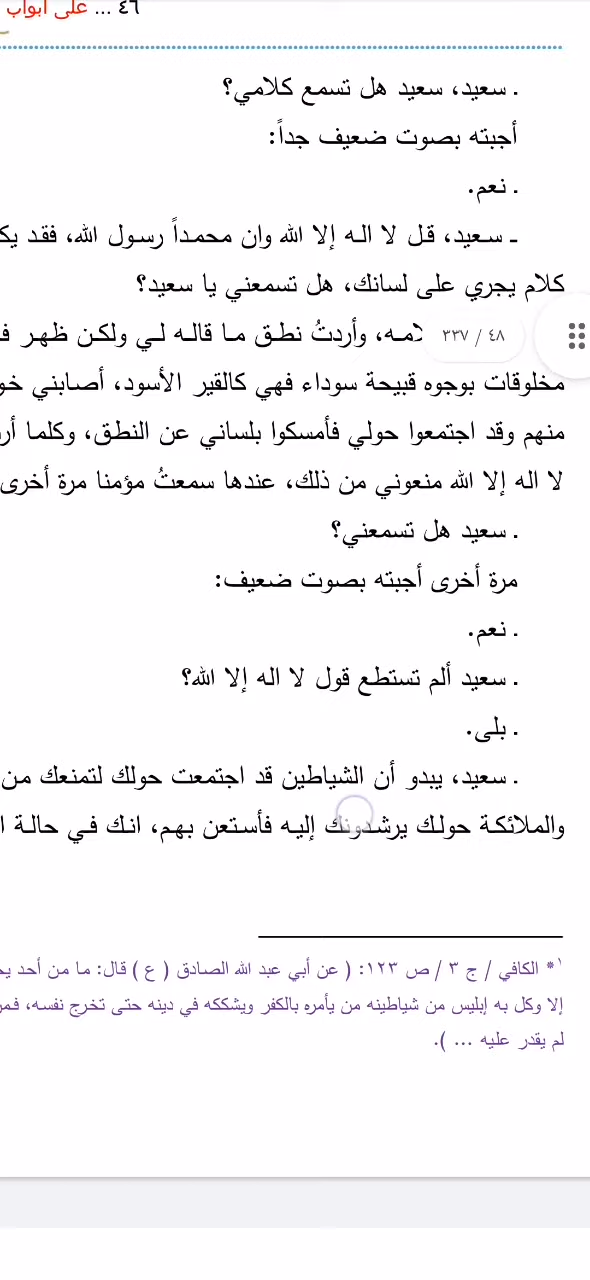 ٤٦ ... على أبواب
. سعيد، سعيد هل تسمع كلامي؟
أجبته بصوت ضعيف جداً:
. نعم.
ـ سعيد، قل لا اله إلا الله وان محمداً رسول الله، فقد
كلام يجري على لسانك، هل تسمعني يا سعيد؟
وأردتُ نطق ما قاله لي ولكن ظهر
٤٨ / ٣٣٧
مخلوقات بوجوه قبيحة سوداء فهي كالقير الأسود، أصابني
منهم وقد اجتمعوا حولي فأمسكوا بلساني عن النطق، وكلما
لا اله إلا الله منعوني من ذلك، عندها سمعتُ مؤمنا مرة أخرى
. سعيد هل تسمعني؟
مرة أخرى أجبته بصوت ضعيف:
. نعم.
. سعيد ألم تستطع قول لا اله إلا الله؟
. بلى.
. سعيد، يبدو أن الشياطين قد اجتمعت حولك لتمنعك من
والملائكة حولك يرشدونك إليه فأستعن بهم، انك في حالة
١* الكافي / ج ٣ / ص ١٢٣: ( عن أبي عبد الله الصادق ( ع ) قال: ما من أحد
إلا وكل به إبليس من شياطينه من يأمره بالكفر ويشككه في دينه حتى تخرج نفسه،
لم يقدر عليه ... ).